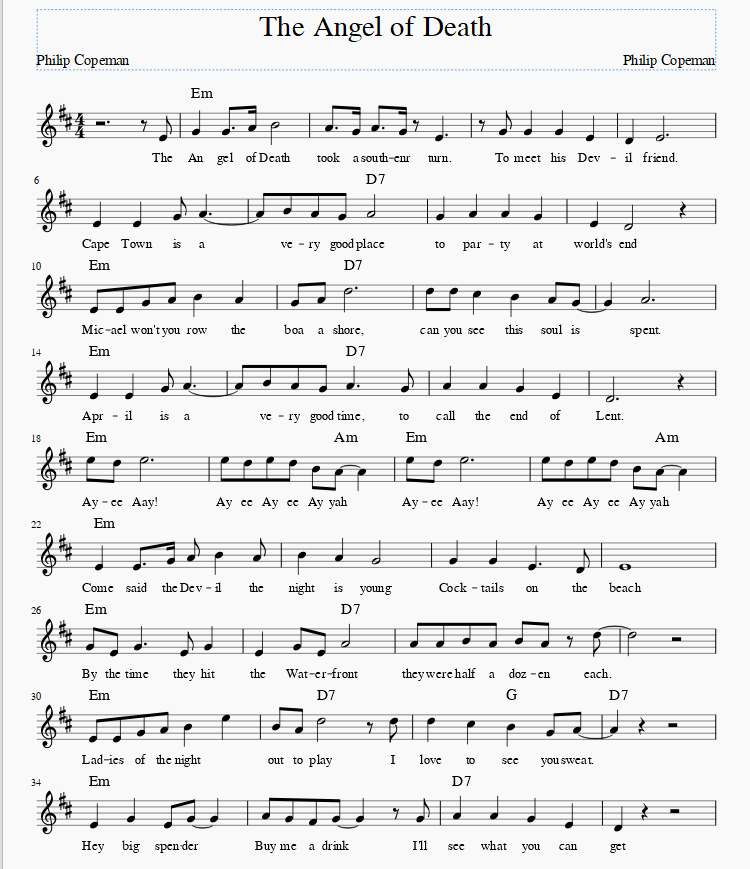 The Angel of Death
Philip Copeman Philip Copeman
Em
4
4
The An gel of Death took a south-enr turn. To meet his Dev - il friend.
6
D7
Cape Town is a ve - ry good place to par - ty at world's end
10
Em D7
Mic-ael won't you row the boa a shore, can you see this soul is spent.
14
Em D7
Apr - il is a ve - ry good time, to call the end of Lent.
18
Em Am Em Am
Ay-ee Aay! Ay ee Ay ee Ay yah Ay-ee Aay! Ay ee Ay ee Ay yah
22
Em
Come said the Dev-il the night is young Cock-tails on the beach
26
Em D7
By the time they hit the Wat-er-front they were half a doz-en each.
30
Em D7 G D7
Lad-ies of the night out to play I love to see you sweat.
34
Em D7
Hey big spen-der Buy me a drink I'll see what you can get